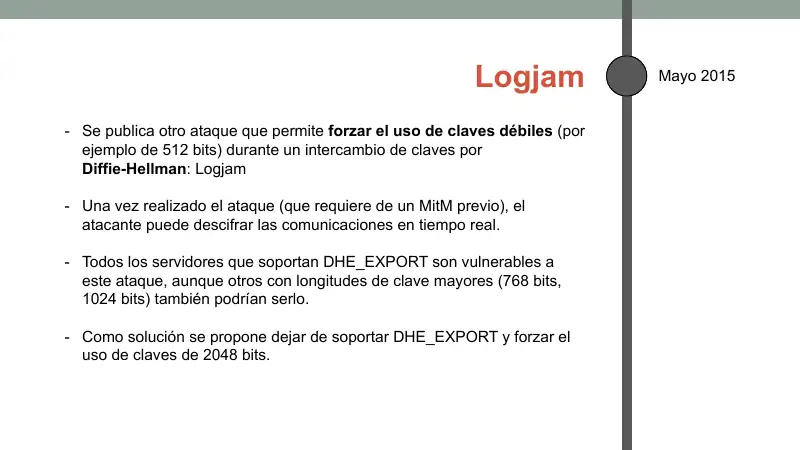 Logjam
Mayo 2015
- Se publica otro ataque que permite forzar el uso de claves débiles (por
ejemplo de 512 bits) durante un intercambio de claves por
Diffie-Hellman: Logjam
- Una vez realizado el ataque (que requiere de un MitM previo), el
atacante puede descifrar las comunicaciones en tiempo real.
- Todos los servidores que soportan DHE_EXPORT son vulnerables a
este ataque, aunque otros con longitudes de clave mayores (768 bits,
1024 bits) también podrían serlo.
- Como solución se propone dejar de soportar DHE_EXPORT y forzar el
uso de claves de 2048 bits.